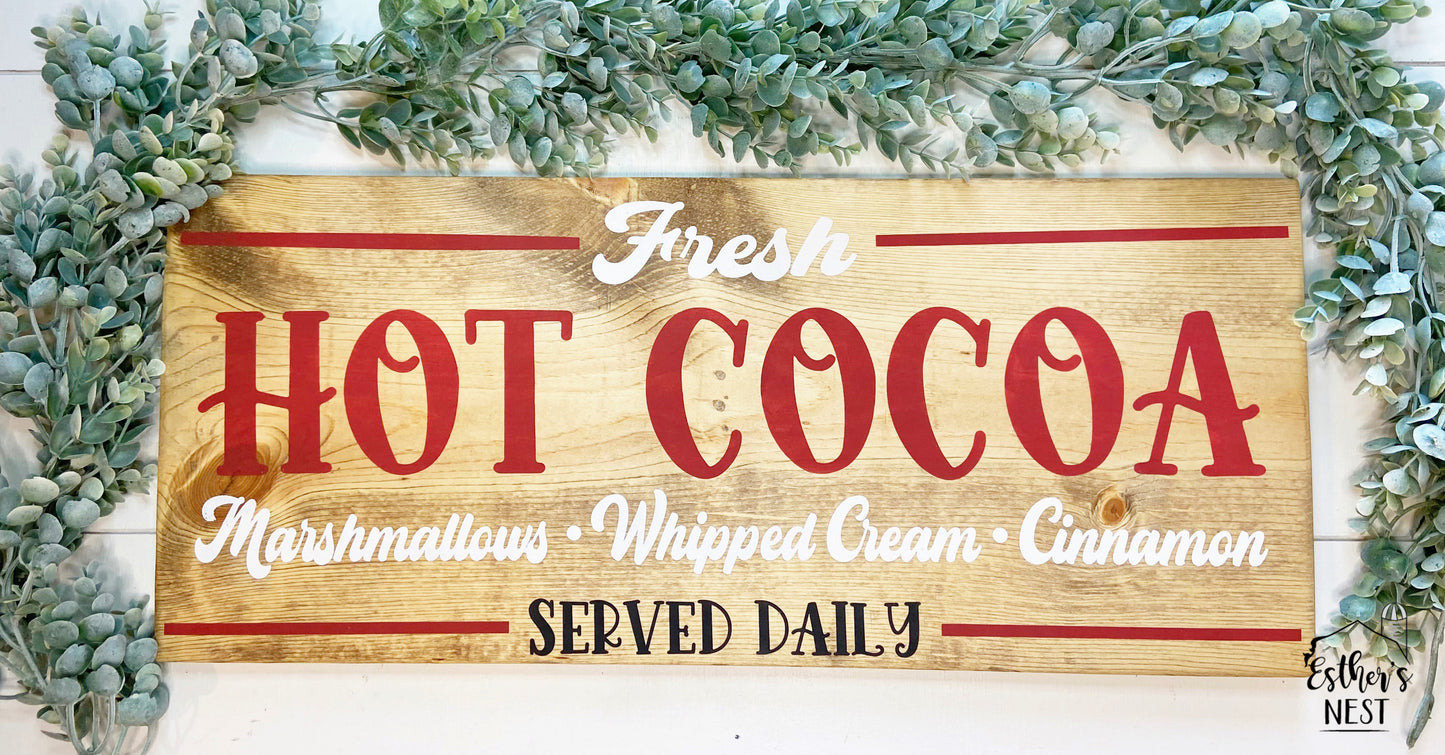 Fresh
HOT COCOA
Marshmallows • Whipped Cream • Cinnamon
SERVED DAILY
Esther's
NEST